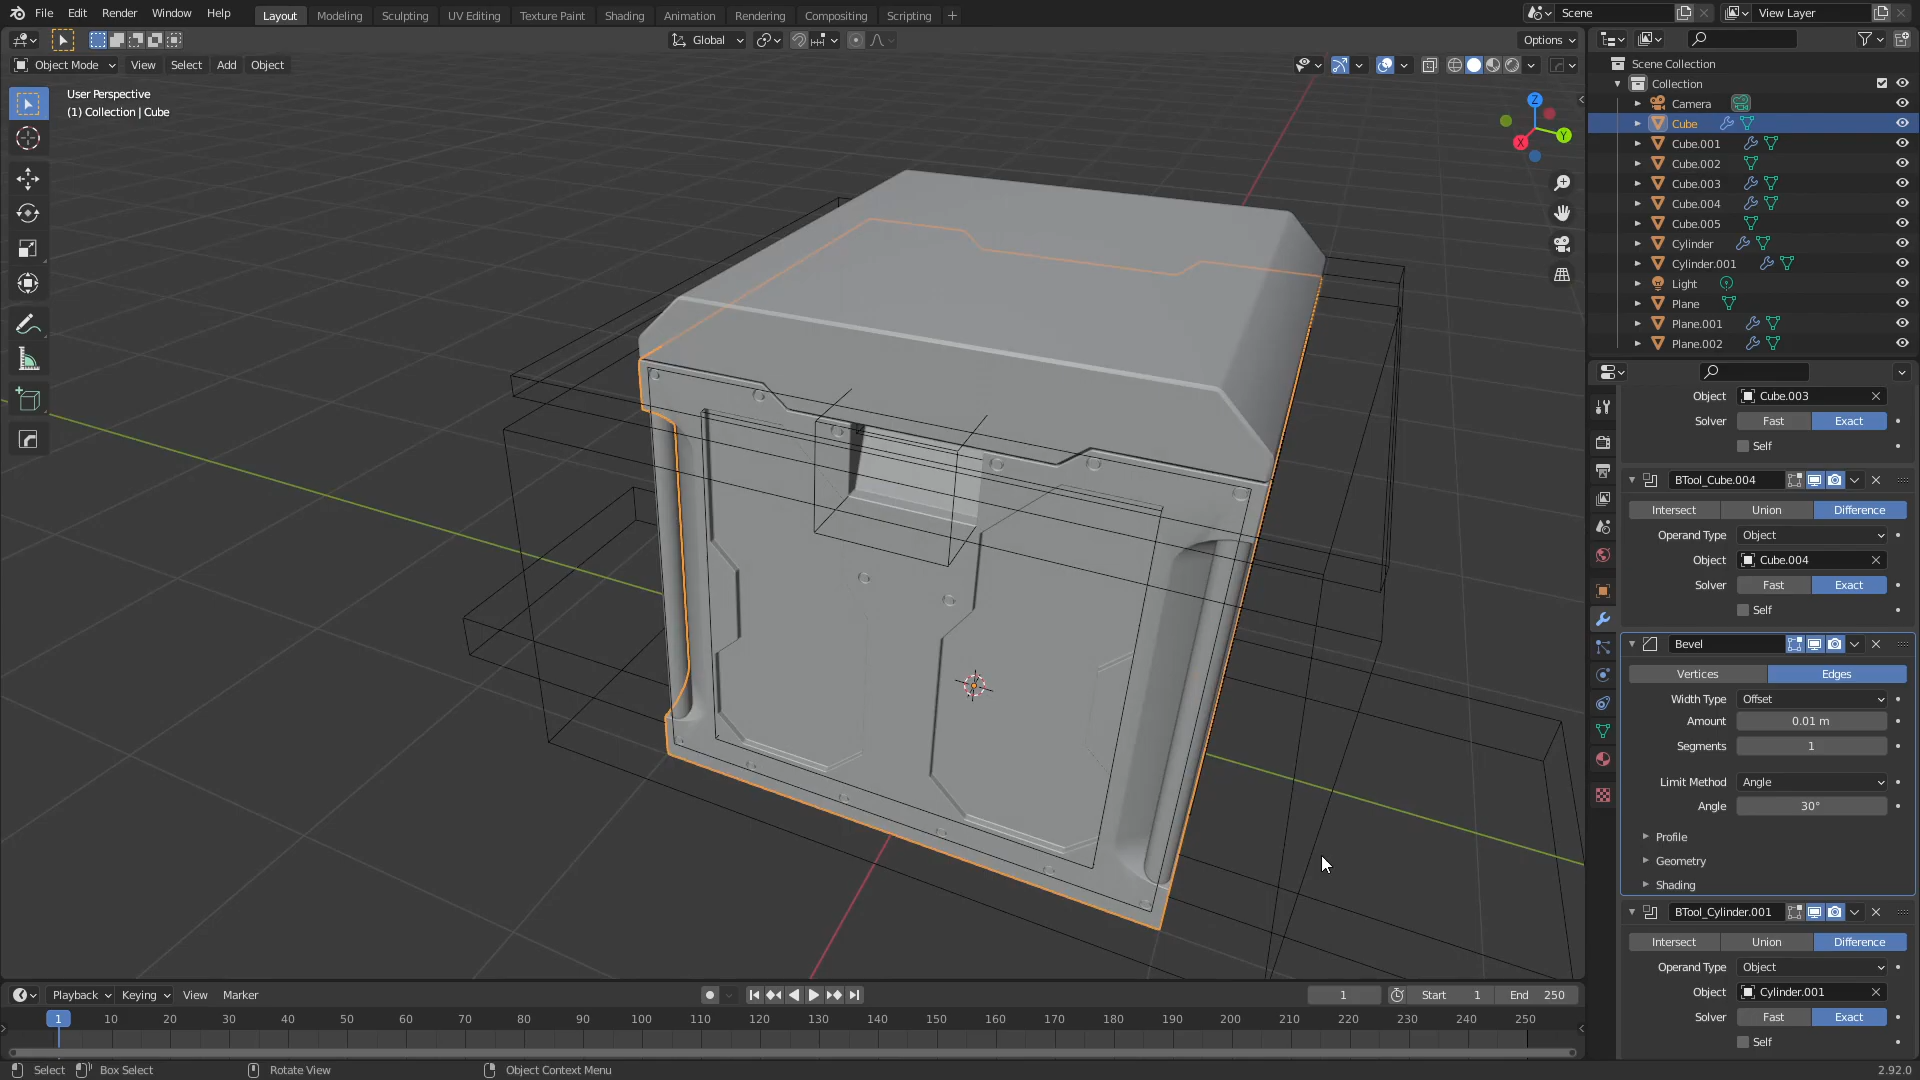 File Edit Render Window Help Layout Modeling Sculpting UV Editing Texture Paint Shading Animation Rendering Compositing Scripting + Scene View Layer
Global Options
Object Mode View Select Add Object
User Perspective
(1) Collection | Cube
Z
Y
X
Scene Collection
Collection
Camera
Cube
Cube.001
Cube.002
Cube.003
Cube.004
Cube.005
Cylinder
Cylinder.001
Light
Plane
Plane.001
Plane.002
Object Cube.003
Solver Fast Exact
Self
BTool_Cube.004
Intersect Union Difference
Operand Type Object
Object Cube.004
Solver Fast Exact
Self
Bevel
Vertices Edges
Width Type Offset
Amount 0.01 m
Segments 1
Limit Method Angle
Angle 30°
Profile
Geometry
Shading
BTool_Cylinder.001
Intersect Union Difference
Operand Type Object
Object Cylinder.001
Solver Fast Exact
Self
Playback Keying View Marker 1 Start 1 End 250
1 10 20 30 40 50 60 70 80 90 100 110 120 130 140 150 160 170 180 190 200 210 220 230 240 250
Select Box Select Rotate View Object Context Menu 2.92.0